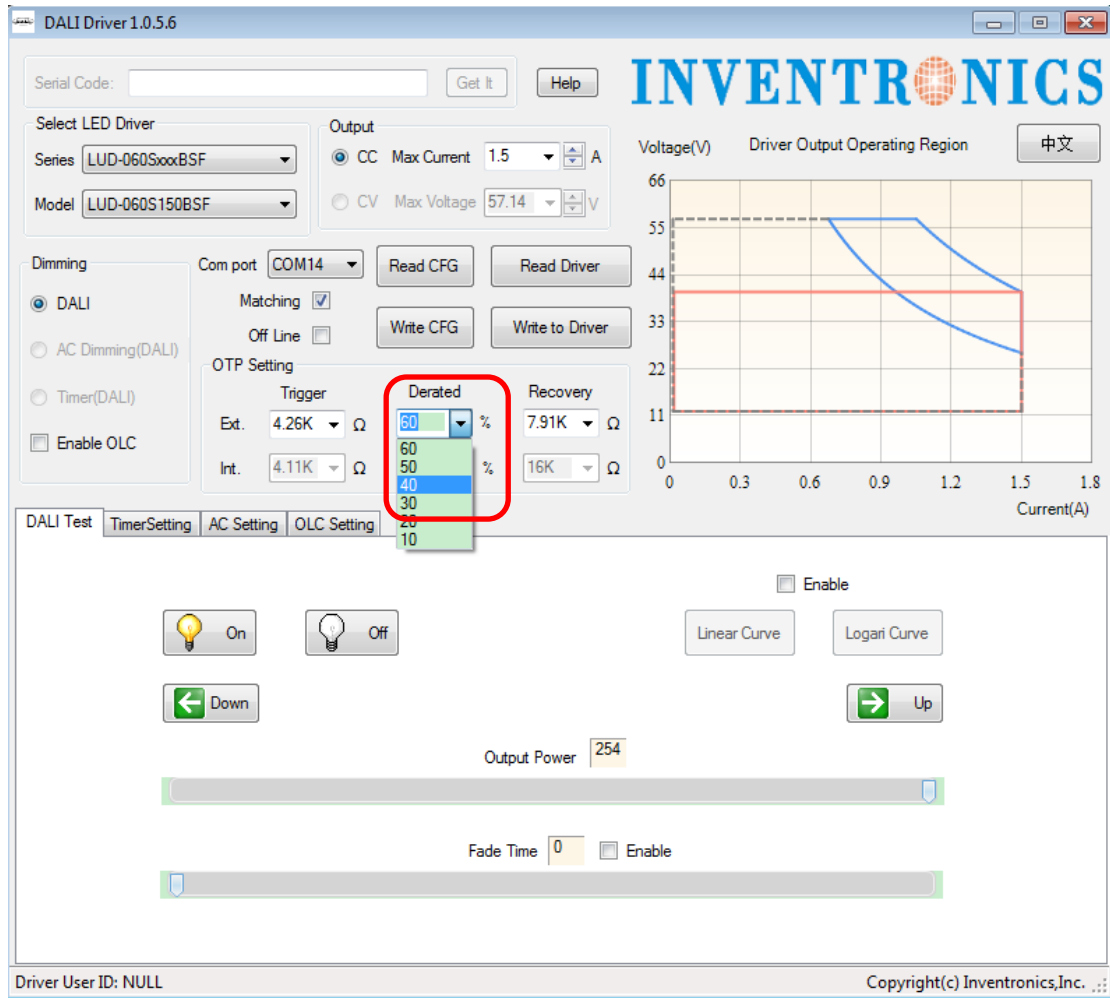 DALI Driver 1.0.5.6
Serial Code:
Get It
Help
INVENTRONICS
Select LED Driver
Series LUD-060SxxxBSF
Model LUD-060S150BSF
Output
CC Max Current 1.5 A
CV Max Voltage 57.14 V
Voltage(V) Driver Output Operating Region
中文
66
55
44
33
22
11
0
0 0.3 0.6 0.9 1.2 1.5 1.8
Current(A)
Dimming
DALI
AC Dimming(DALI)
Timer(DALI)
Enable OLC
Com port COM14
Matching
Off Line
Read CFG
Read Driver
Write CFG
Write to Driver
OTP Setting
Trigger Derated Recovery
Ext. 4.26K Ω 60 % 7.91K Ω
Int. 4.11K Ω % 16K Ω
60
50
40
30
20
10
DALI Test TimerSetting AC Setting OLC Setting
Enable
On Off Linear Curve Logari Curve
Down Up
Output Power 254
Fade Time 0 Enable
Driver User ID: NULL Copyright(c) Inventronics,Inc.